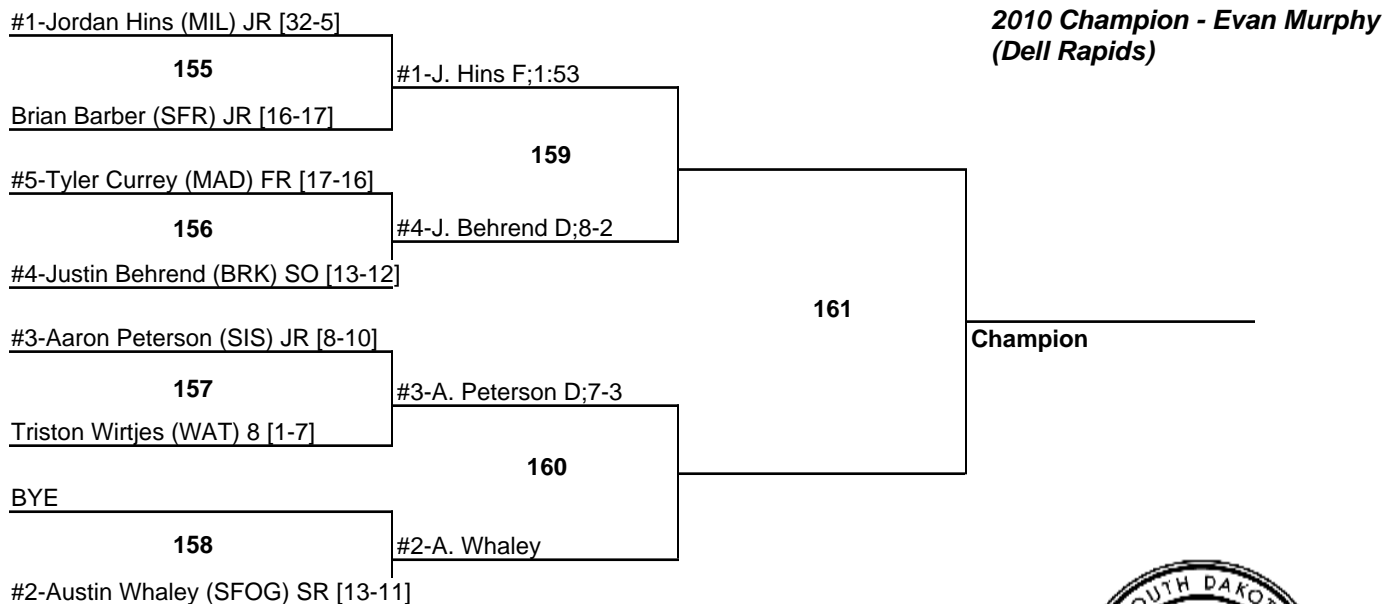 #1-Jordan Hins (MIL) JR [32-5]
2010 Champion - Evan Murphy
(Dell Rapids)
155
#1-J. Hins F;1:53
Brian Barber (SFR) JR [16-17]
159
#5-Tyler Currey (MAD) FR [17-16]
156
#4-J. Behrend D;8-2
#4-Justin Behrend (BRK) SO [13-12]
161
#3-Aaron Peterson (SIS) JR [8-10]
Champion
157
#3-A. Peterson D;7-3
Triston Wirtjes (WAT) 8 [1-7]
160
BYE
158
#2-A. Whaley
#2-Austin Whaley (SFOG) SR [13-11]